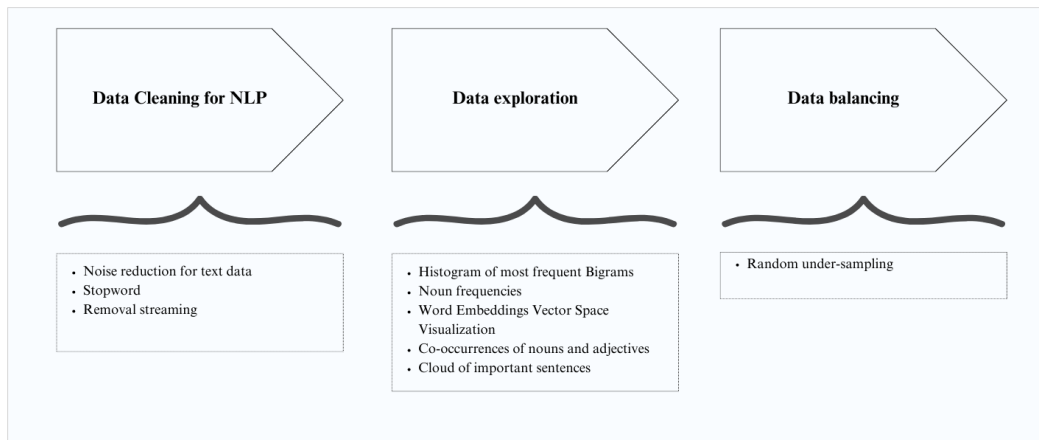 Data Cleaning for NLP
Data exploration
Data balancing
• Noise reduction for text data
• Stopword
• Removal streaming
• Histogram of most frequent Bigrams
• Noun frequencies
• Word Embeddings Vector Space
Visualization
• Co-occurrences of nouns and adjectives
• Cloud of important sentences
• Random under-sampling